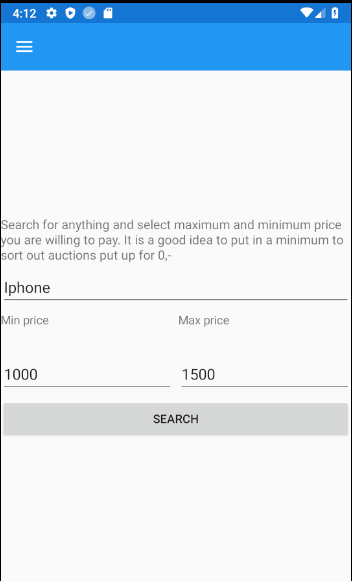 4:12
Search for anything and select maximum and minimum price
you are willing to pay. It is a good idea to put in a minimum to
sort out auctions put up for 0,-
Iphone
Min price Max price
1000 1500
SEARCH